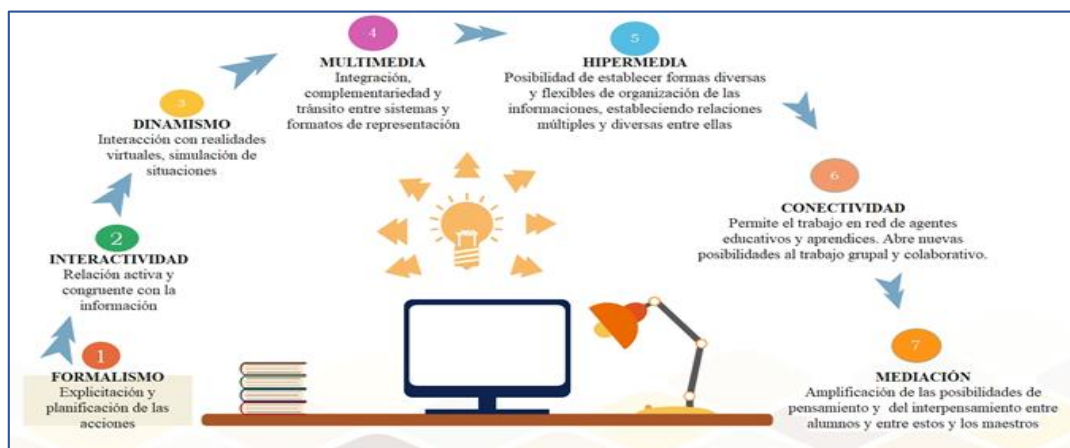 1
FORMALISMO
Explicitación y
planificación de las
acciones
2
INTERACTIVIDAD
Relación activa y
congruente con la
información
3
DINAMISMO
Interacción con realidades
virtuales, simulación de
situaciones
4
MULTIMEDIA
Integración,
complementariedad y
trànsito entre sistemas y
formatos de representación
5
HIPERMEDIA
Posibilidad de establecer formas diversas
y flexibles de organización de las
informaciones, estableciendo relaciones
múltiples y diversas entre ellas
6
CONECTIVIDAD
Permite el trabajo en red de agentes
educativos y aprendices. Abre nuevas
posibilidades al trabajo grupal y colaborativo.
7
MEDIACIÓN
Amplificación de las posibilidades de
pensamiento y del interpensamiento entre
alumnos y entre estos y los maestros